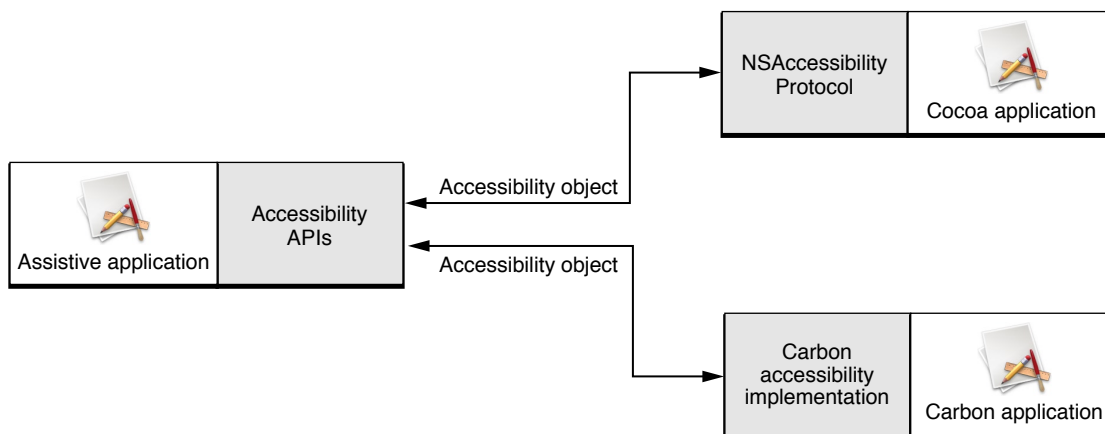 NSAccessibility
Protocol
Cocoa application
Accessibility object
Accessibility
APIs
Assistive application
Accessibility object
Carbon
accessibility
implementation
Carbon application